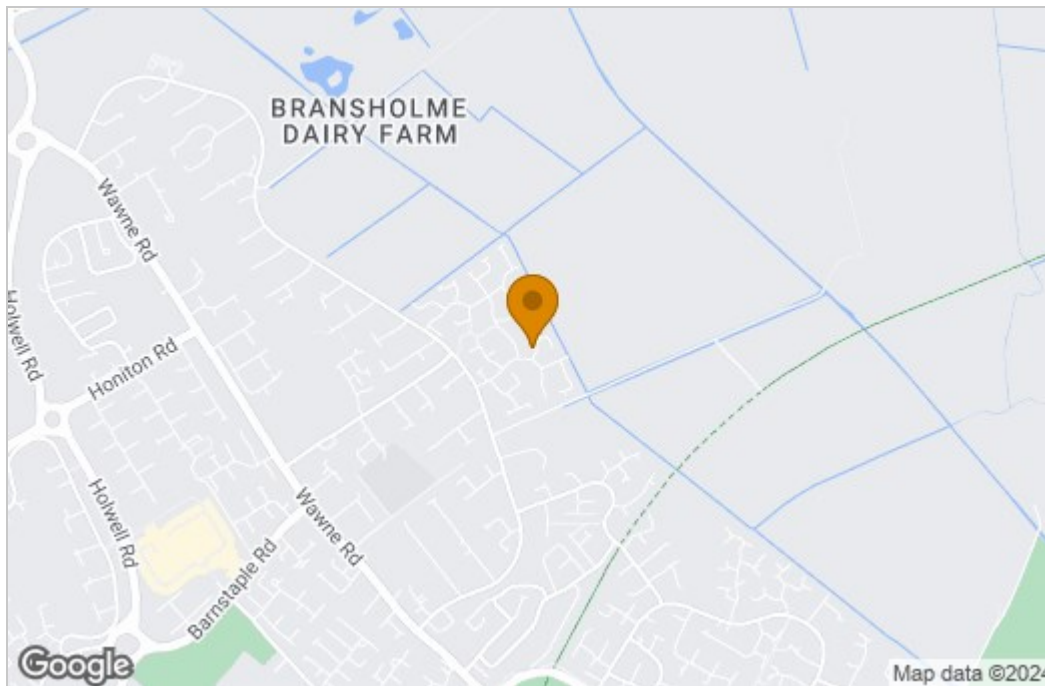 BRANSHOLME
DAIRY FARM
Wawne Rd
Holwell Rd
Honiton Rd
Holwell Rd
Wawne Rd
Barnstaple Rd
Google
Map data ©2024